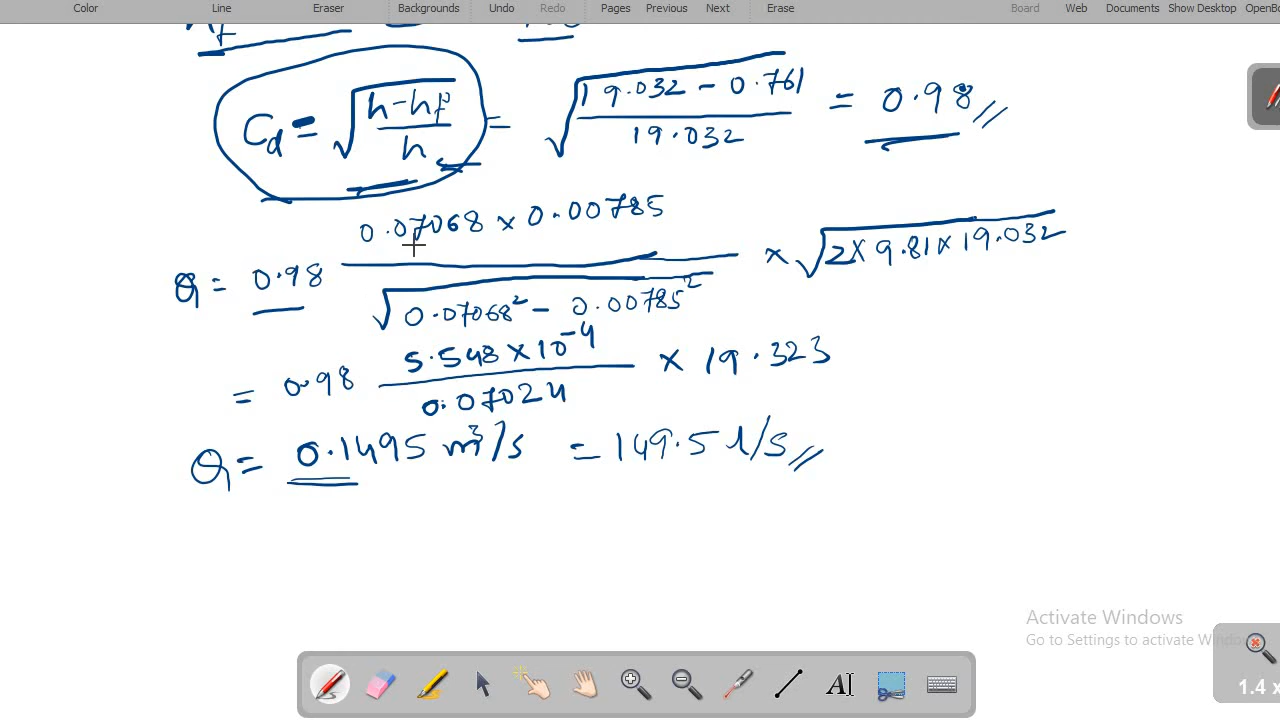 Color Line Eraser Backgrounds Undo Redo Pages Previous Next Erase Board Web Documents Show Desktop OpenBo
Cd = √((h-hf)/h) = √((19.032 - 0.761)/19.032) = 0.98 //
Q = 0.98 (0.07068 × 0.00785)/√(0.07068² - 0.00785²) × √(2 × 9.81 × 19.032)
= 0.98 (5.548 × 10⁻⁴)/0.07024 × 19.323
Q = 0.1495 m³/s = 149.5 l/s //
Activate Windows
Go to Settings to activate Windo
AI
1.4 x